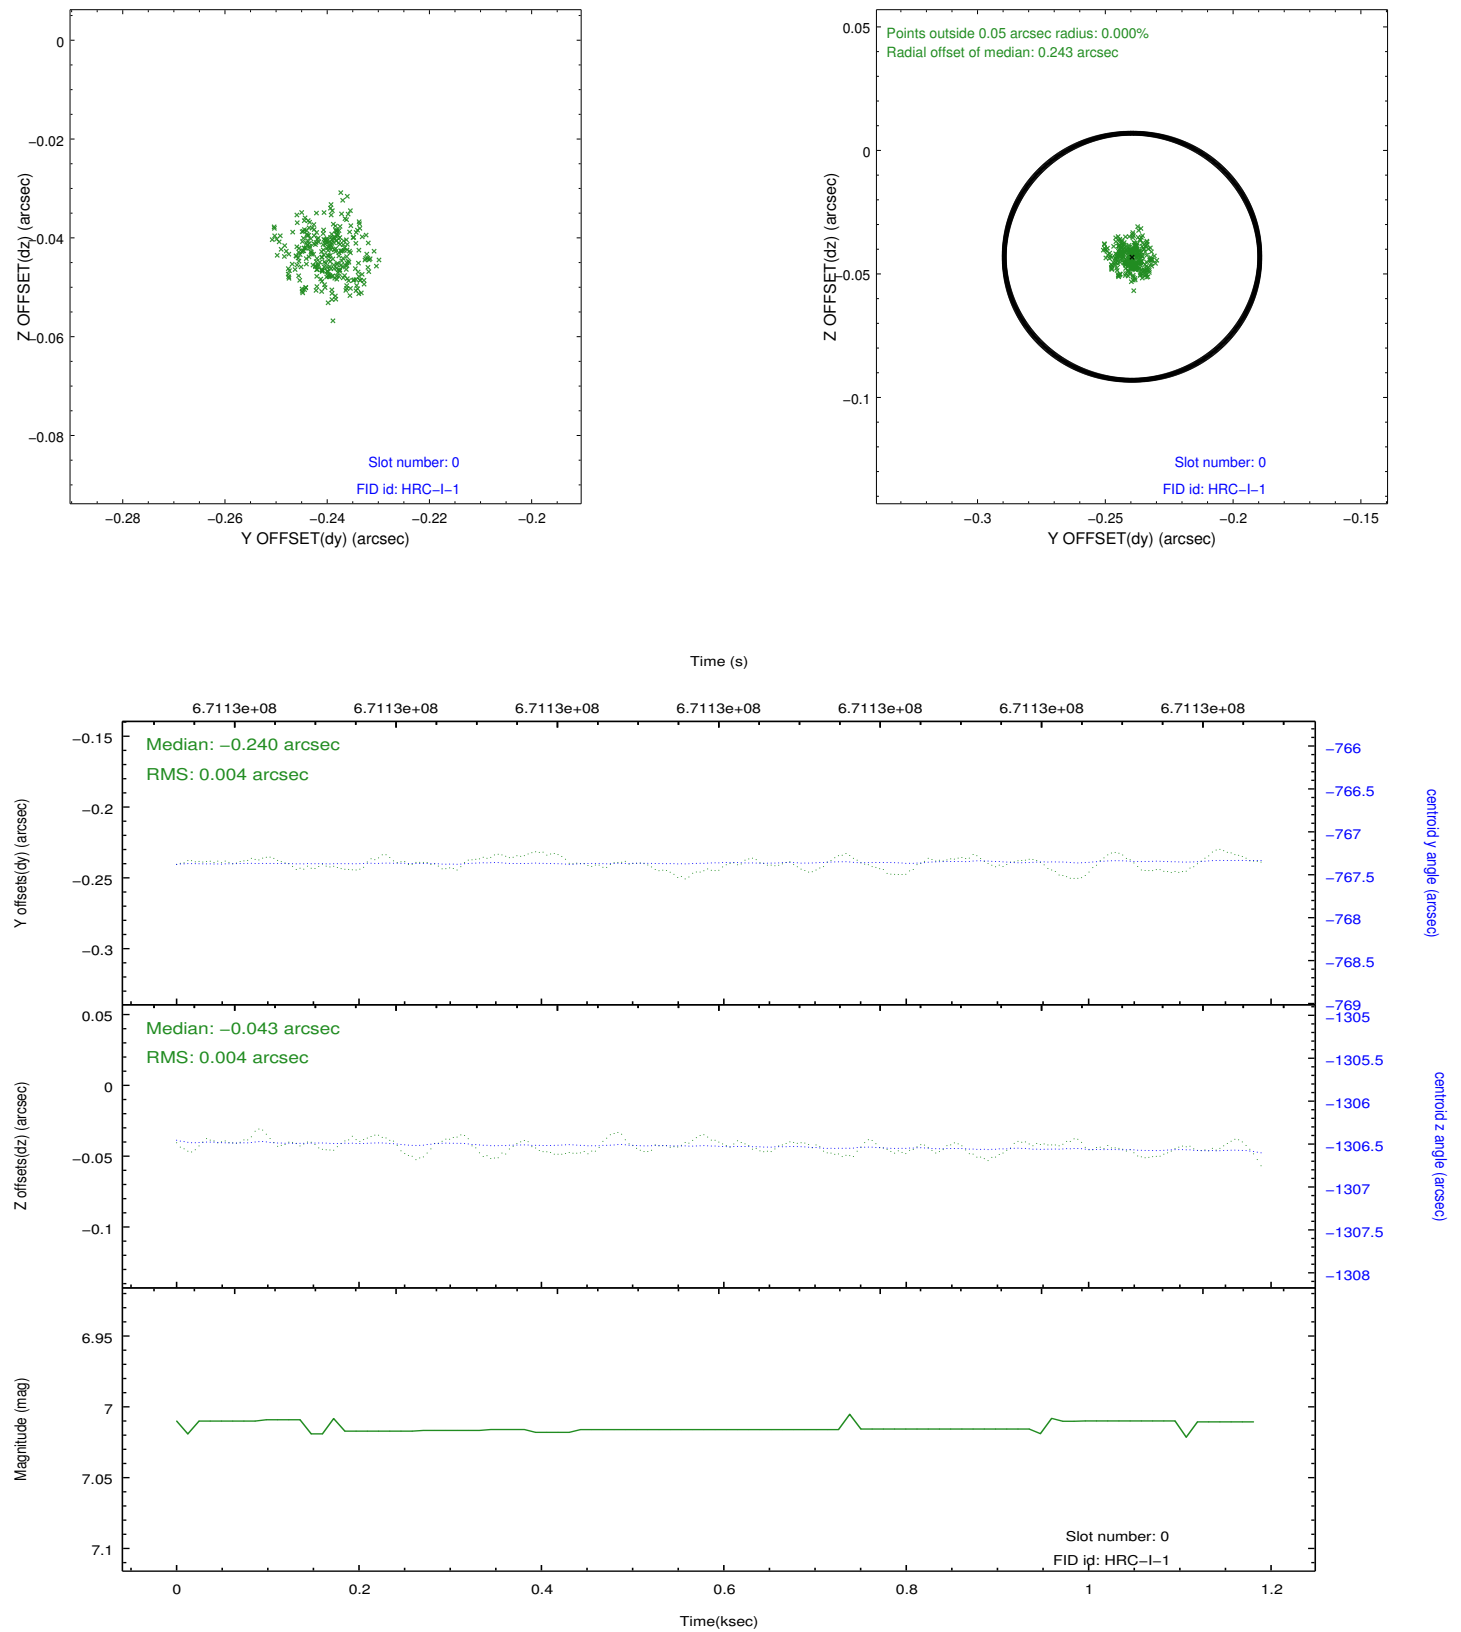 0
−0.02
−0.04
−0.06
−0.08
Z OFFSET(dz) (arcsec)
Slot number: 0
FID id: HRC−I−1
−0.28
−0.26
−0.24
−0.22
−0.2
Y OFFSET(dy) (arcsec)
Points outside 0.05 arcsec radius: 0.000%
Radial offset of median: 0.243 arcsec
0.05
0
−0.05
−0.1
Z OFFSET(dz) (arcsec)
Slot number: 0
FID id: HRC−I−1
−0.3
−0.25
−0.2
−0.15
Y OFFSET(dy) (arcsec)
Time (s)
6.7113e+08
6.7113e+08
6.7113e+08
6.7113e+08
6.7113e+08
6.7113e+08
6.7113e+08
Median: −0.240 arcsec
RMS: 0.004 arcsec
−0.15
−0.2
−0.25
−0.3
Y offsets(dy) (arcsec)
−766
−766.5
−767
−767.5
−768
−768.5
−769
centroid y angle (arcsec)
Median: −0.043 arcsec
RMS: 0.004 arcsec
0.05
0
−0.05
−0.1
Z offsets(dz) (arcsec)
−1305
−1305.5
−1306
−1306.5
−1307
−1307.5
−1308
centroid z angle (arcsec)
6.95
7
7.05
7.1
Magnitude (mag)
Slot number: 0
FID id: HRC−I−1
0
0.2
0.4
0.6
0.8
1
1.2
Time(ksec)